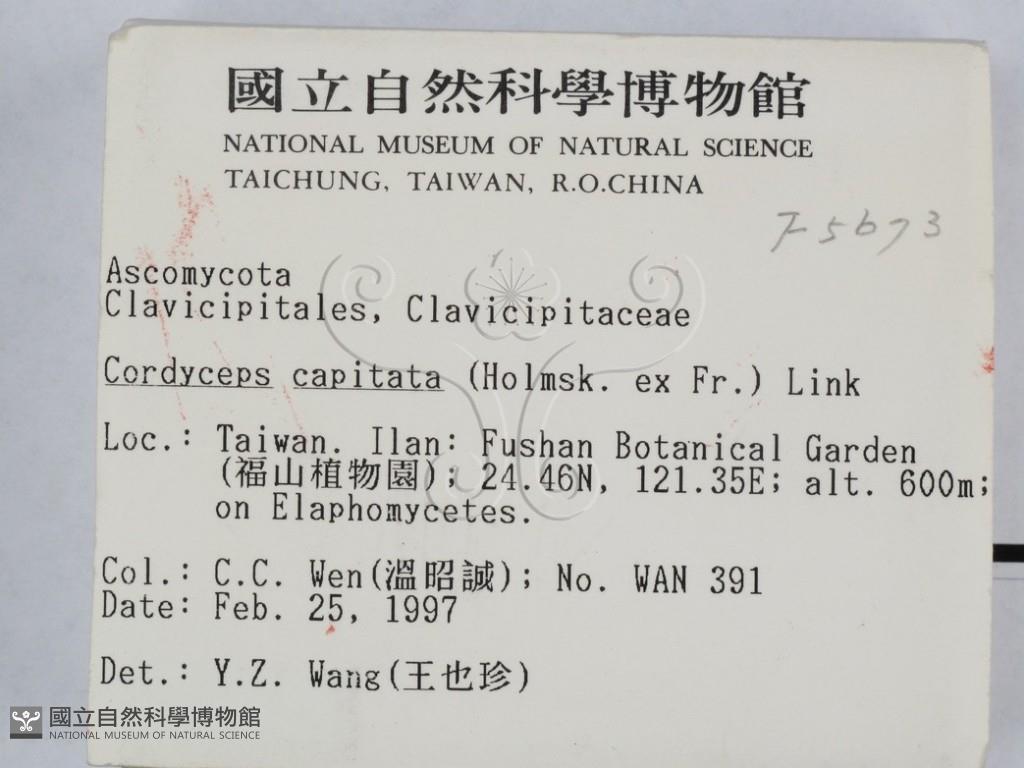 國立自然科學博物館
NATIONAL MUSEUM OF NATURAL SCIENCE
TAICHUNG, TAIWAN, R.O.CHINA
F5673
Ascomycota
Clavicipitales, Clavicipitaceae
Cordyceps capitata (Holmsk. ex Fr.) Link
Loc.: Taiwan. Ilan: Fushan Botanical Garden
(福山植物園); 24.46N, 121.35E; alt. 600m;
on Elaphomycetes.
Col.: C.C. Wen(溫昭誠); No. WAN 391
Date: Feb. 25, 1997
Det.: Y.Z. Wang(王也珍)
國立自然科學博物館
NATIONAL MUSEUM OF NATURAL SCIENCE